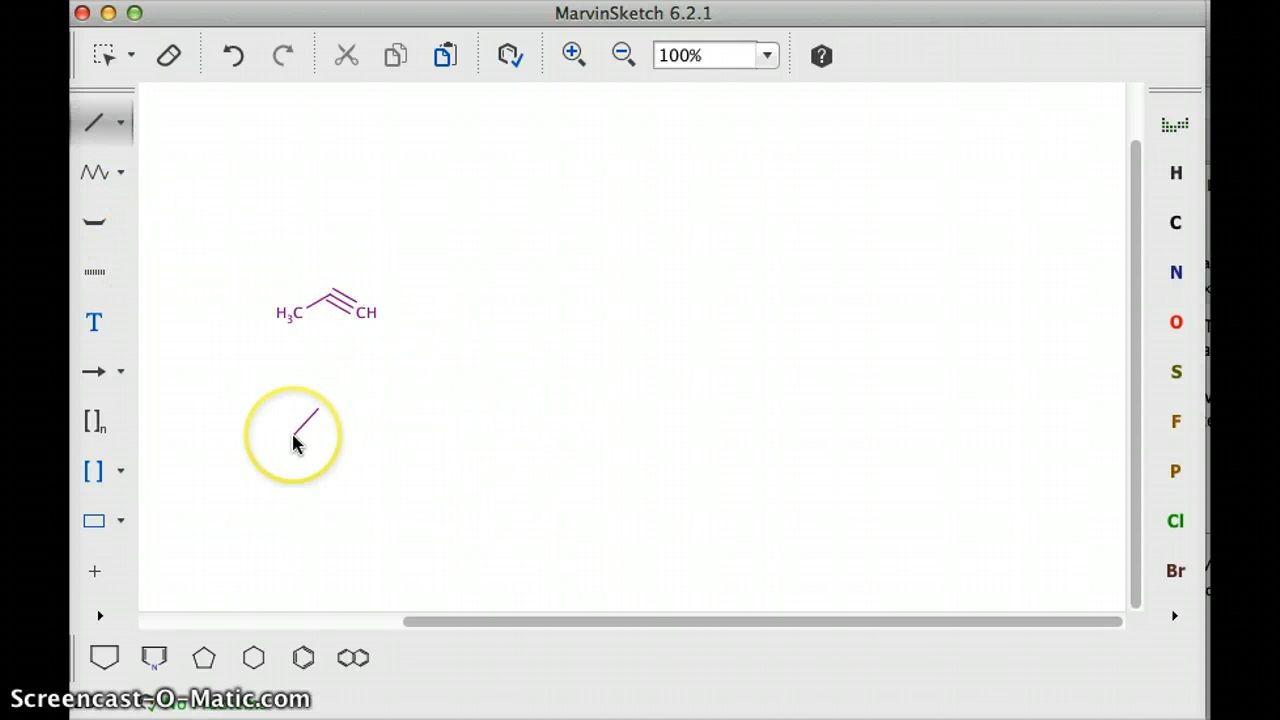 MarvinSketch 6.2.1
100%
?
H
C
N
H3C CH
O
T
S
[ ]n
F
[ ]
P
Cl
Br
N
Screencast-O-Matic.com